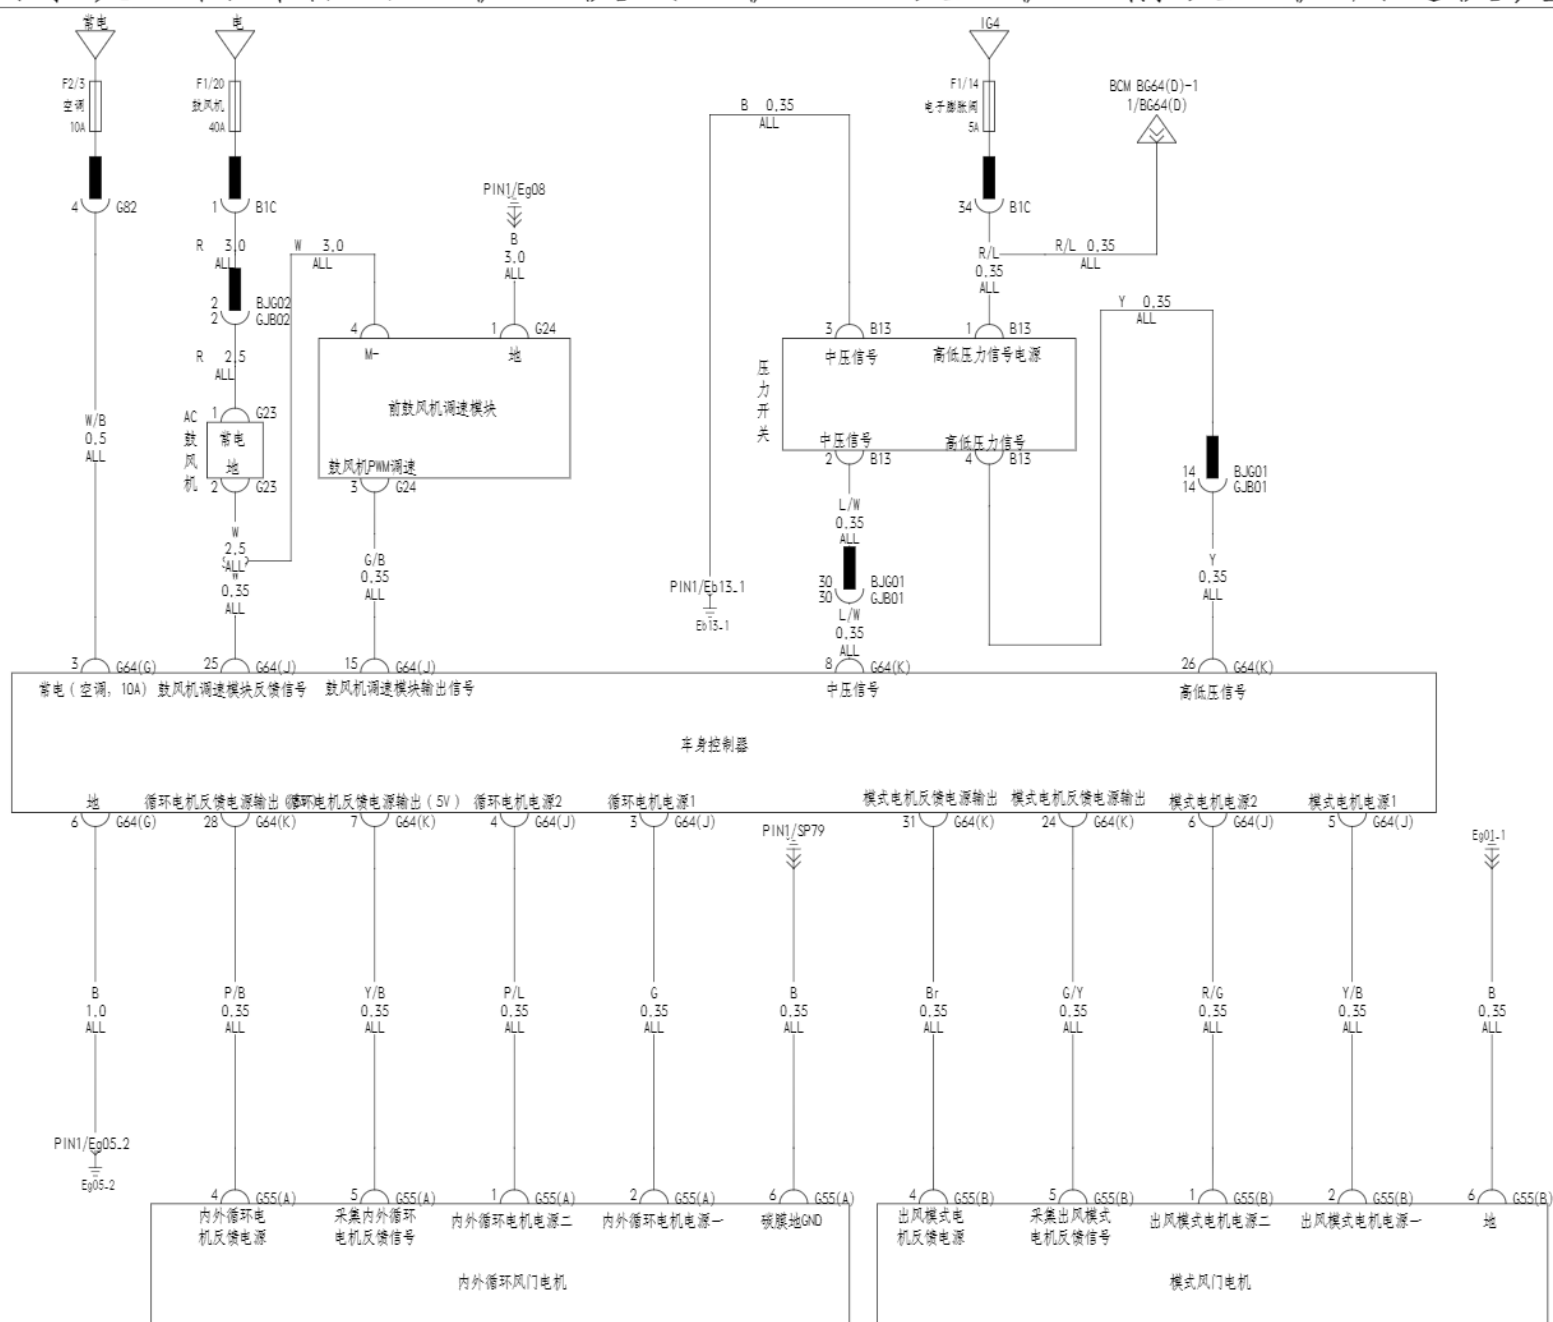 常电
电
IG4
F2/3
空调
10A
F1/20
鼓风机
40A
F1/14
电子膨胀阀
5A
BCM BG64(D)-1
1/BG64(D)
B 0.35
ALL
4 G82
1 B1C
PIN1/Eg08
34 B1C
R 3.0
ALL
W 3.0
ALL
B
3.0
ALL
R/L
0.35
ALL
R/L 0.35
ALL
2 BJG02
2 GJB02
Y 0.35
ALL
4
1 G24
3 B13
1 B13
M-
地
中压信号
高低压力信号电源
R 2.5
ALL
前鼓风机调速模块
压力开关
W/B
0.5
ALL
AC鼓风机
1 G23
常电
地
2 G23
鼓风机PWM调速
3 G24
中压信号
高低压力信号
2 B13
4 B13
14 BJG01
14 GJB01
L/W
0.35
ALL
W
2.5
ALL
W
0.35
ALL
G/B
0.35
ALL
PIN1/Eb13-1
Eb13-1
30 BJG01
30 GJB01
L/W
0.35
ALL
Y
0.35
ALL
3 G64(G)
25 G64(J)
15 G64(J)
8 G64(K)
26 G64(K)
常电(空调,10A)
鼓风机调速模块反馈信号
鼓风机调速模块输出信号
中压信号
高低压信号
车身控制器
地
循环电机反馈电源输出
循环电机反馈电源输出(5V)
循环电机电源2
循环电机电源1
模式电机反馈电源输出
模式电机反馈电源输出
模式电机电源2
模式电机电源1
6 G64(G)
28 G64(K)
7 G64(K)
4 G64(J)
3 G64(J)
PIN1/SP79
31 G64(K)
24 G64(K)
6 G64(J)
5 G64(J)
Eg01-1
B
1.0
ALL
P/B
0.35
ALL
Y/B
0.35
ALL
P/L
0.35
ALL
G
0.35
ALL
B
0.35
ALL
Br
0.35
ALL
G/Y
0.35
ALL
R/G
0.35
ALL
Y/B
0.35
ALL
B
0.35
ALL
PIN1/Eg05-2
Eg05-2
4 G55(A)
5 G55(A)
1 G55(A)
2 G55(A)
6 G55(A)
4 G55(B)
5 G55(B)
1 G55(B)
2 G55(B)
6 G55(B)
内外循环电
机反馈电源
采集内外循环
电机反馈信号
内外循环电机电源二
内外循环电机电源一
碳膜地GND
出风模式电
机反馈电源
采集出风模式
电机反馈信号
出风模式电机电源二
出风模式电机电源一
地
内外循环风门电机
模式风门电机